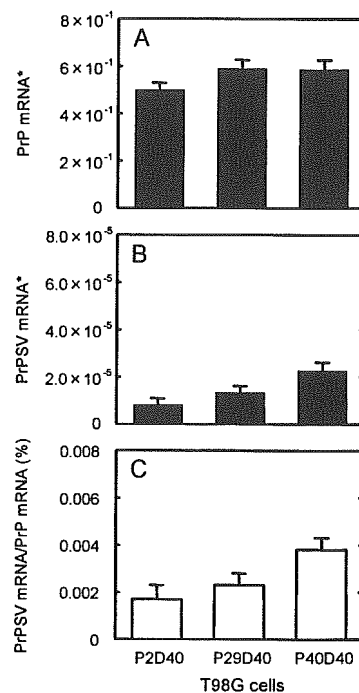 8 × 10⁻¹
A
6 × 10⁻¹
4 × 10⁻¹
2 × 10⁻¹
0
PrP mRNA*
8.0 × 10⁻⁵
B
6.0 × 10⁻⁵
4.0 × 10⁻⁵
2.0 × 10⁻⁵
0
PrPSV mRNA*
0.008
C
0.006
0.004
0.002
0
PrPSV mRNA/PrP mRNA (%)
P2D40 P29D40 P40D40
T98G cells